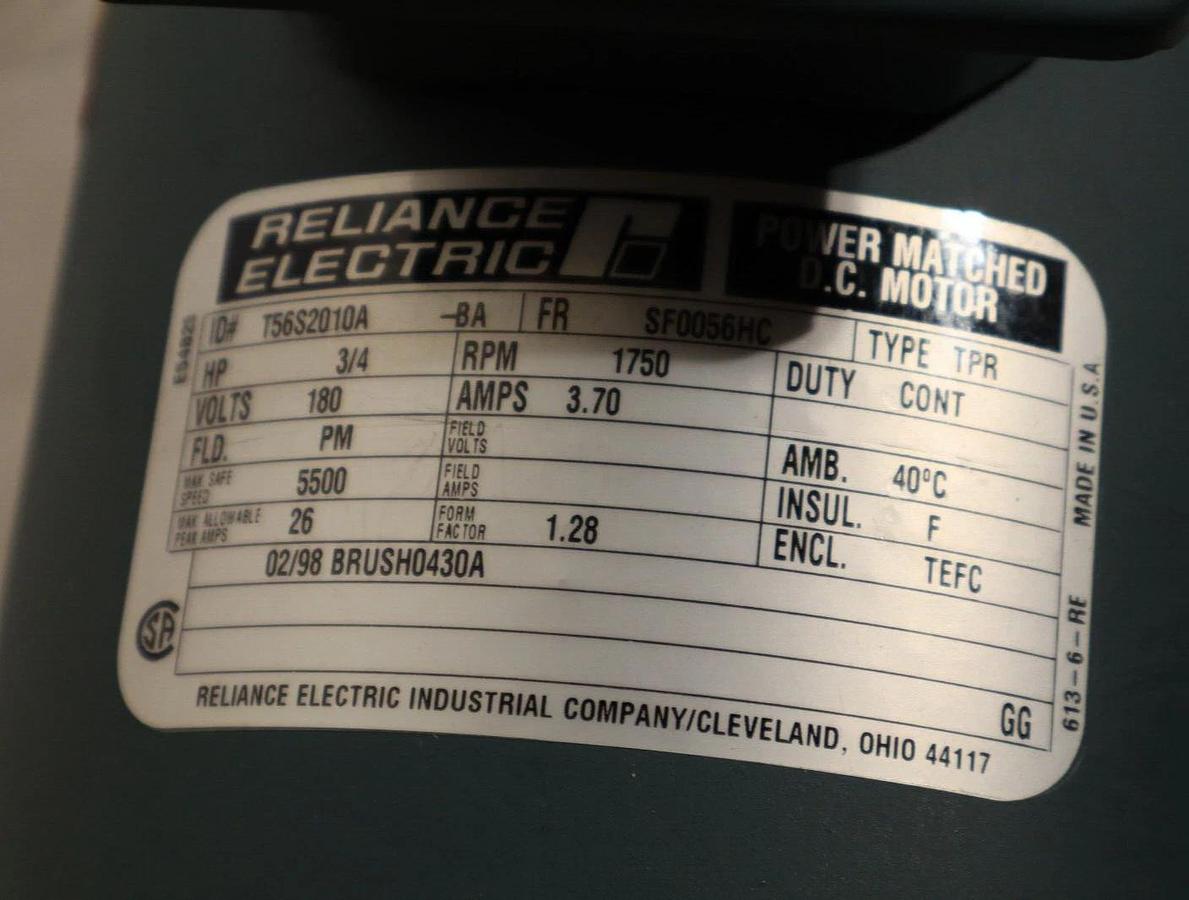 RELIANCE
ELECTRIC
POWER MATCHED
D.C. MOTOR
ID# T56S2010A -BA FR SF0056HC TYPE TPR
HP 3/4 RPM 1750 DUTY CONT
VOLTS 180 AMPS 3.70
FLD. PM FIELD VOLTS AMB. 40°C
MAX SAFE SPEED 5500 FIELD AMPS INSUL. F
MAX ALLOWABLE PEAK AMPS 26 FORM FACTOR 1.28 ENCL. TEFC
02/98 BRUSH0430A
GG
RELIANCE ELECTRIC INDUSTRIAL COMPANY/CLEVELAND, OHIO 44117
SA
613-6-RE MADE IN U.S.A